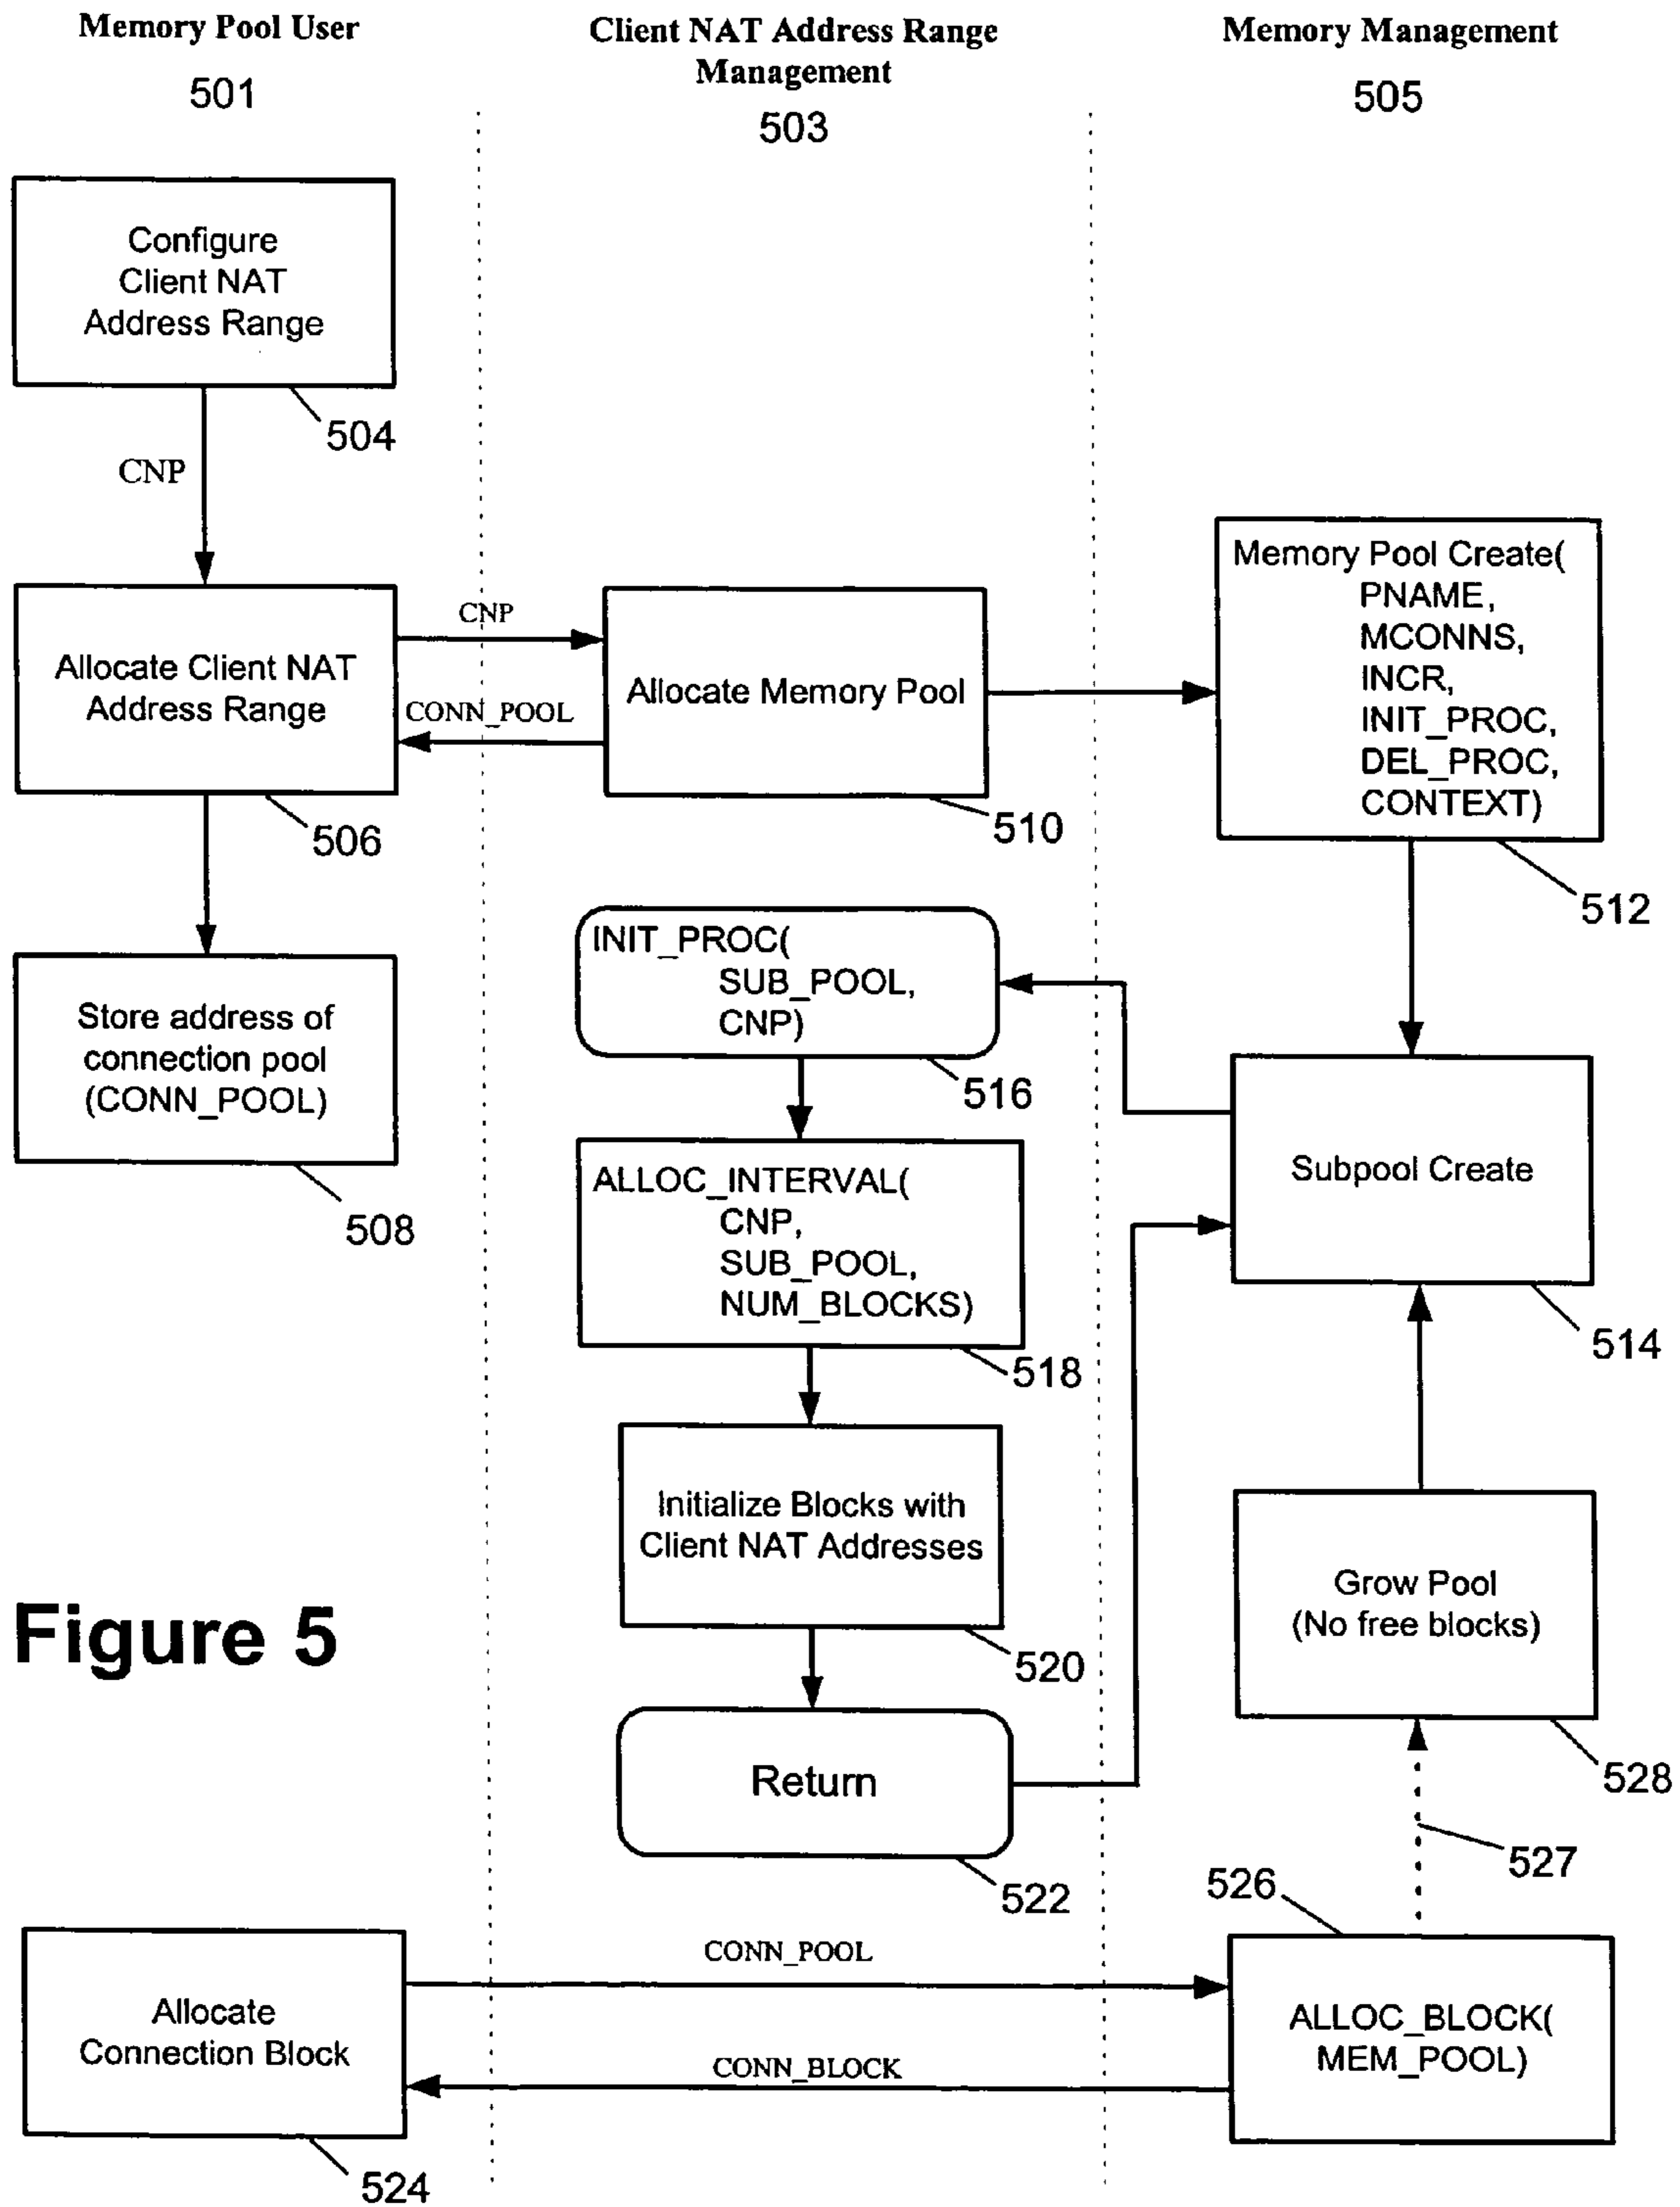 Memory Pool User
501
Client NAT Address Range
Management
503
Memory Management
505
Configure
Client NAT
Address Range
504
CNP
Allocate Client NAT
Address Range
506
CNP
CONN_POOL
Allocate Memory Pool
510
Memory Pool Create(
PNAME,
MCONNS,
INCR,
INIT_PROC,
DEL_PROC,
CONTEXT)
512
Store address of
connection pool
(CONN_POOL)
508
INIT_PROC(
SUB_POOL,
CNP)
516
ALLOC_INTERVAL(
CNP,
SUB_POOL,
NUM_BLOCKS)
518
Subpool Create
514
Initialize Blocks with
Client NAT Addresses
520
Grow Pool
(No free blocks)
528
Figure 5
Return
522
527
526
Allocate
Connection Block
524
CONN_POOL
CONN_BLOCK
ALLOC_BLOCK(
MEM_POOL)